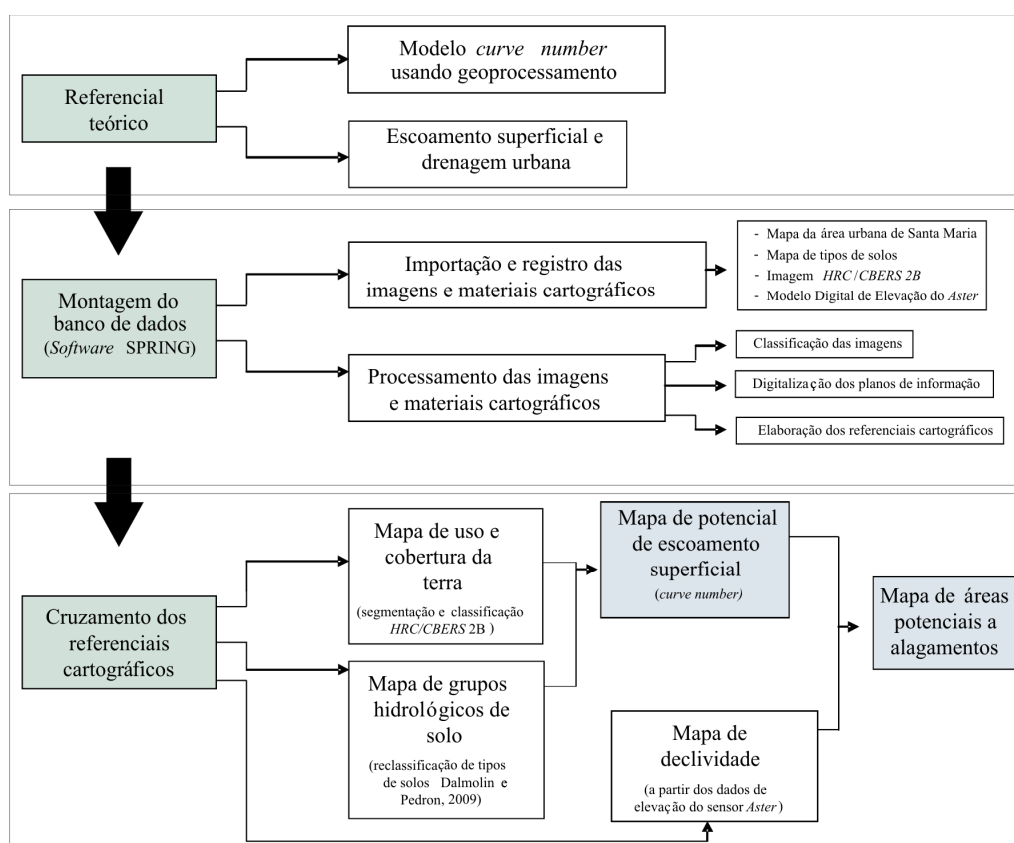 Referencial
teórico
Modelo curve number
usando geoprocessamento
Escoamento superficial e
drenagem urbana
Montagem do
banco de dados
(Software SPRING)
Importação e registro das
imagens e materiais cartográficos
- Mapa da área urbana de Santa Maria
- Mapa de tipos de solos
- Imagem HRC/CBERS 2B
- Modelo Digital de Elevação do Aster
Processamento das imagens
e materiais cartográficos
Classificação das imagens
Digitalização dos planos de informação
Elaboração dos referenciais cartográficos
Cruzamento dos
referenciais
cartográficos
Mapa de uso e
cobertura da
terra
(segmentação e classificação
HRC/CBERS 2B)
Mapa de grupos
hidrológicos de
solo
(reclassificação de tipos
de solos Dalmolin e
Pedron, 2009)
Mapa de potencial
de escoamento
superficial
(curve number)
Mapa de
declividade
(a partir dos dados de
elevação do sensor Aster)
Mapa de áreas
potenciais a
alagamentos